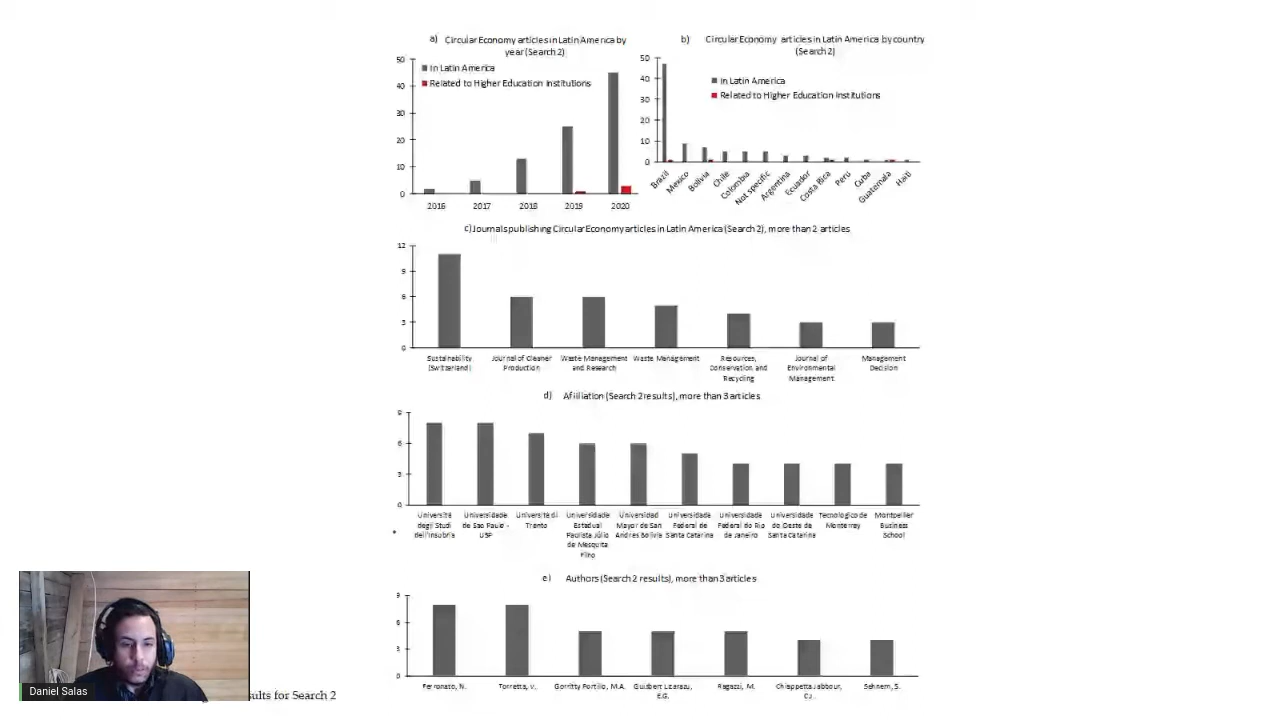 a) Circular Economy articles in Latin America by
year (Search 2)
50
40
30
20
10
0
In Latin America
Related to Higher Education Institutions
2016 2017 2018 2019 2020
b) Circular Economy articles in Latin America by country
(Search 2)
50
40
30
20
10
0
In Latin America
Related to Higher Education Institutions
Brazil Mexico Bolivia Chile Colombia Not specific Argentina Ecuador Costa Rica Peru Cuba Guatemala Haiti
c) Journals publishing Circular Economy articles in Latin America (Search 2), more than 2 articles
12
9
6
3
0
Sustainability Journal of Cleaner Waste Management Waste Management Resources, Journal of Management
(Switzerland) Production and Research Conservation and Environmental Decision
Recycling Management
d) Affiliation (Search 2 results), more than 3 articles
9
6
3
0
Università Universidade Università di Universidade Universidad Universidade Universidade Universidade Tecnologico de Montpellier
degli Studi de Sao Paulo - Trento Estadual Mayor de San Federal de Federal do Rio do Oeste de Monterrey Business
dell'Insubria USP Paulista Júlio Andres Bolivia Santa Catarina de Janeiro Santa Catarina School
de Mesquita
Filho
e) Authors (Search 2 results), more than 3 articles
9
6
3
0
Ferronato, N. Torretta, V. Gorritty Portillo, M.A. Guisbert Lizarazu, Ragazzi, M. Chiappetta Jabbour, Sehnem, S.
E.G. C.J.
Daniel Salas
sults for Search 2